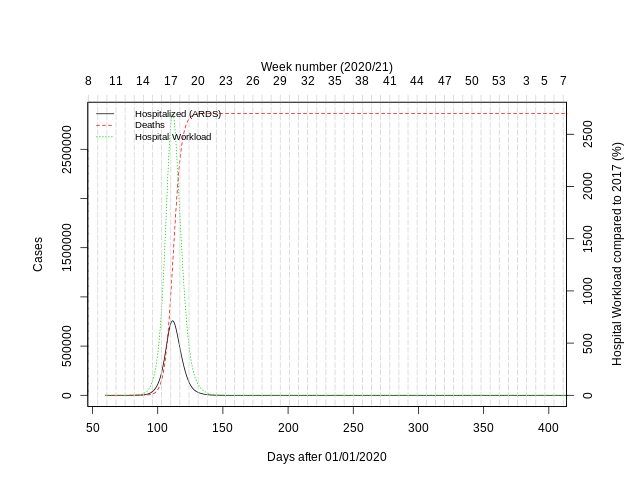 Week number (2020/21)
8 11 14 17 20 23 26 29 32 35 38 41 44 47 50 53 3 5 7
Hospitalized (ARDS)
Deaths
Hospital Workload
Cases
0 500000 1500000 2500000
Hospital Workload compared to 2017 (%)
0 500 1000 1500 2000 2500
50 100 150 200 250 300 350 400
Days after 01/01/2020